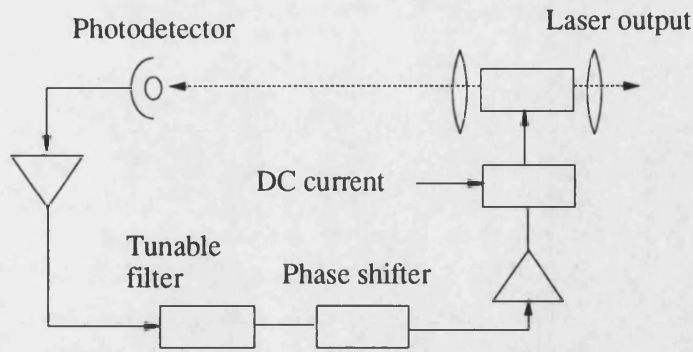 Photodetector
Laser output
DC current
Tunable
filter
Phase shifter